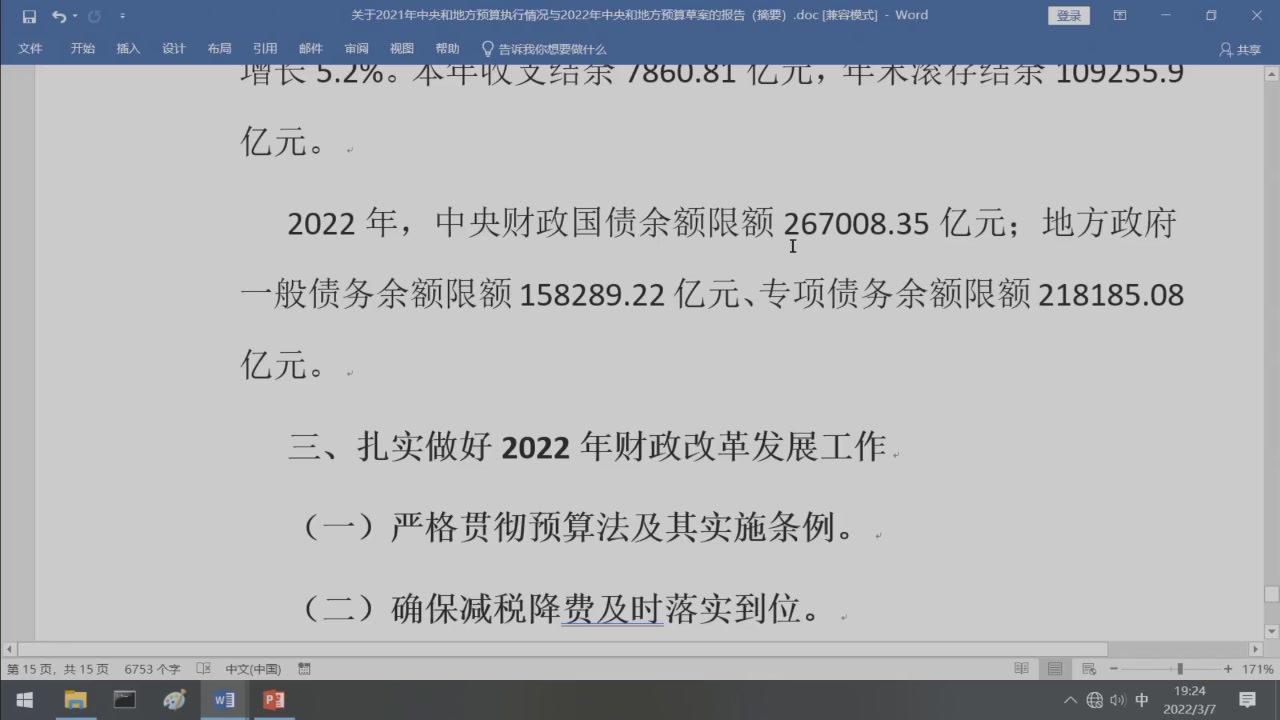 关于2021年中央和地方预算执行情况与2022年中央和地方预算草案的报告（摘要）.doc [兼容模式] - Word
登录
文件 开始 插入 设计 布局 引用 邮件 审阅 视图 帮助 告诉我你想要做什么 共享
增长 5.2%。本年收支结余 7860.81 亿元，年末滚存结余 109255.9
亿元。
2022 年，中央财政国债余额限额 267008.35 亿元；地方政府
一般债务余额限额 158289.22 亿元、专项债务余额限额 218185.08
亿元。
三、扎实做好 2022 年财政改革发展工作
（一）严格贯彻预算法及其实施条例。
（二）确保减税降费及时落实到位。
第 15 页，共 15 页 6753 个字 中文(中国) 171%
中 19:24
2022/3/7